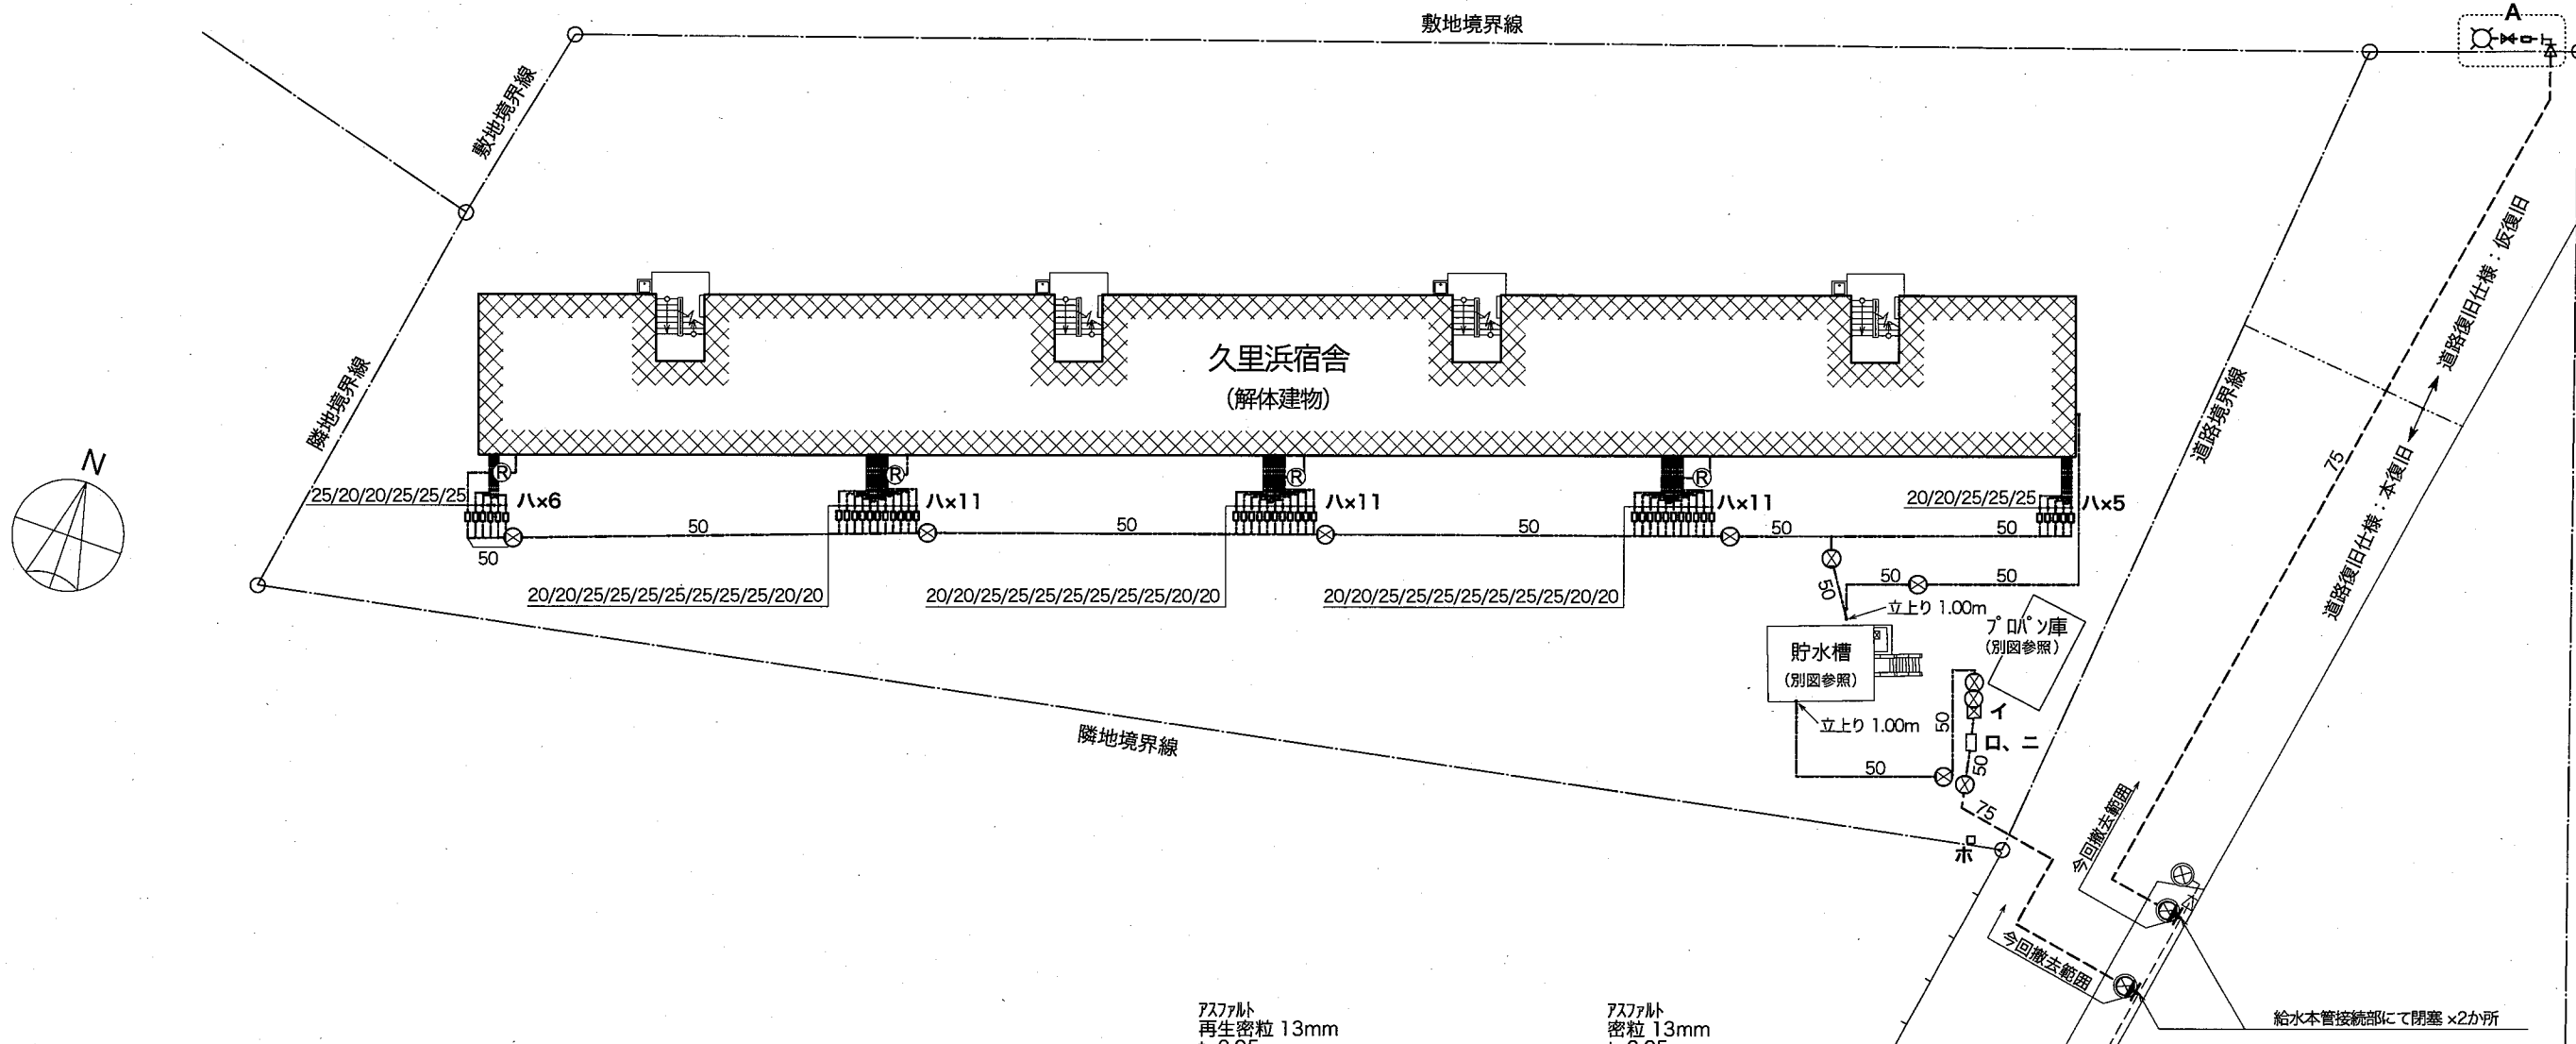 敷地境界線
A
敷地境界線
隣地境界線
N
久里浜宿舎
(解体建物)
道路境界線
75
道路復旧仕様：仮復旧
道路復旧仕様：本復旧
R
R
R
R
25/20/20/25/25/25
ハ×6
ハ×11
ハ×11
ハ×11
20/20/25/25/25
ハ×5
50
50
50
50
50
50
20/20/25/25/25/25/25/25/25/20/20
20/20/25/25/25/25/25/25/25/20/20
20/20/25/25/25/25/25/25/25/20/20
50
50
50
立上り 1.00m
プロパン庫
(別図参照)
貯水槽
(別図参照)
立上り 1.00m
50
イ
ロ、ニ
50
50
75
隣地境界線
ホ
今回撤去範囲
今回撤去範囲
アスファルト
再生密粒 13mm
アスファルト
密粒 13mm
給水本管接続部にて閉塞 ×2か所